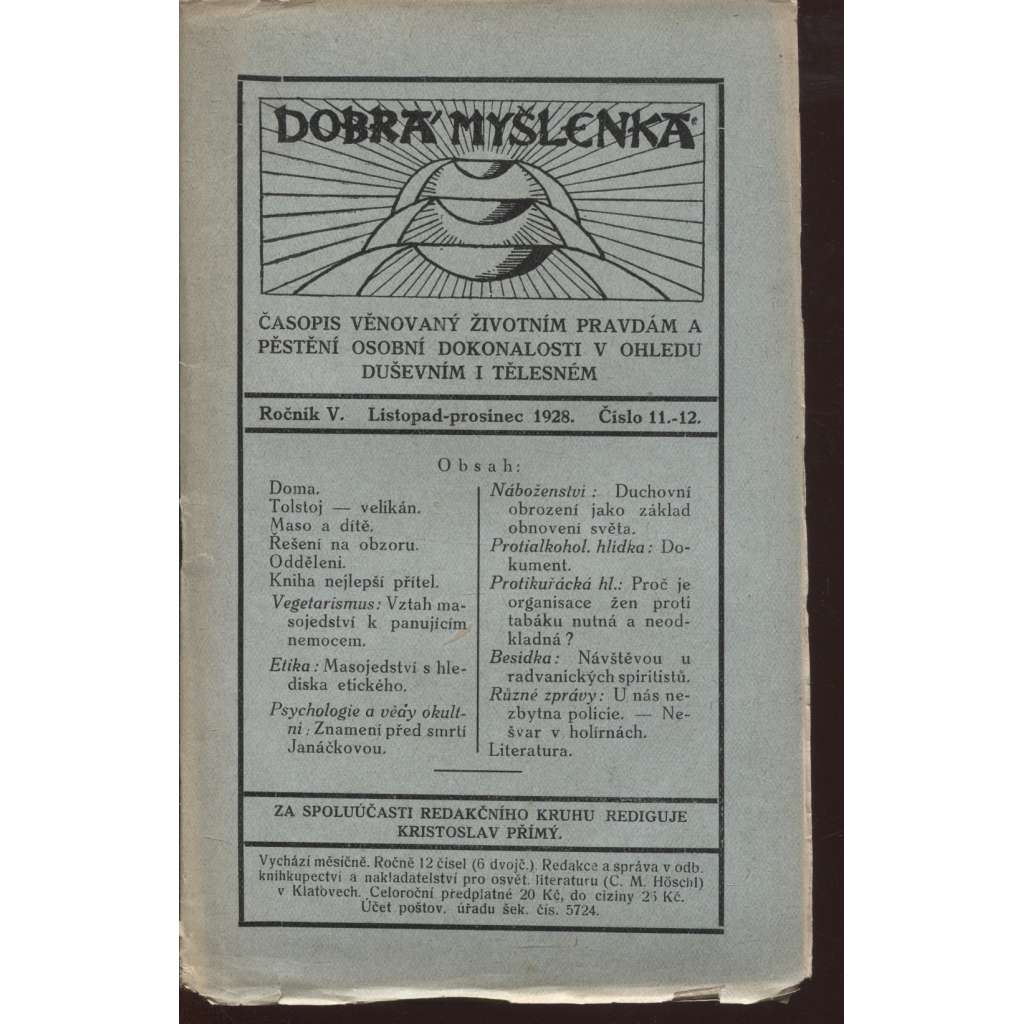 DOBRÁ MYŠLENKA
ČASOPIS VĚNOVANÝ ŽIVOTNÍM PRAVDÁM A
PĚSTĚNÍ OSOBNÍ DOKONALOSTI V OHLEDU
DUŠEVNÍM I TĚLESNÉM
Ročník V. Listopad-prosinec 1928. Číslo 11.-12.
Obsah:
Doma.
Tolstoj — velikán.
Maso a dítě.
Řešení na obzoru.
Odděleni.
Kniha nejlepší přítel.
Vegetarismus: Vztah ma-
sojedství k panujícím
nemocem.
Etika: Masojedství s hle-
diska etického.
Psychologie a vědy okult-
ní: Znamení před smrtí
Janáčkovou.
Náboženství: Duchovní
obrození jako základ
obnovení světa.
Protialkohol. hlídka: Do-
kument.
Protikuřácká hl.: Proč je
organisace žen proti
tabáku nutná a neod-
kladná?
Besídka: Návštěvou u
radvanických spiritistů.
Různé zprávy: U nás ne-
zbytna policie. — Ne-
švar v holírnách.
Literatura.
ZA SPOLUÚČASTI REDAKČNÍHO KRUHU REDIGUJE
KRISTOSLAV PŘÍMÝ.
Vychází měsíčně. Ročně 12 čísel (6 dvojč.). Redakce a správa v odb.
knihkupectví a nakladatelství pro osvět. literaturu (C. M. Höschl)
v Klatovech. Celoroční předplatné 20 Kč, do ciziny 25 Kč.
Účet poštov. úřadu šek. čís. 5724.